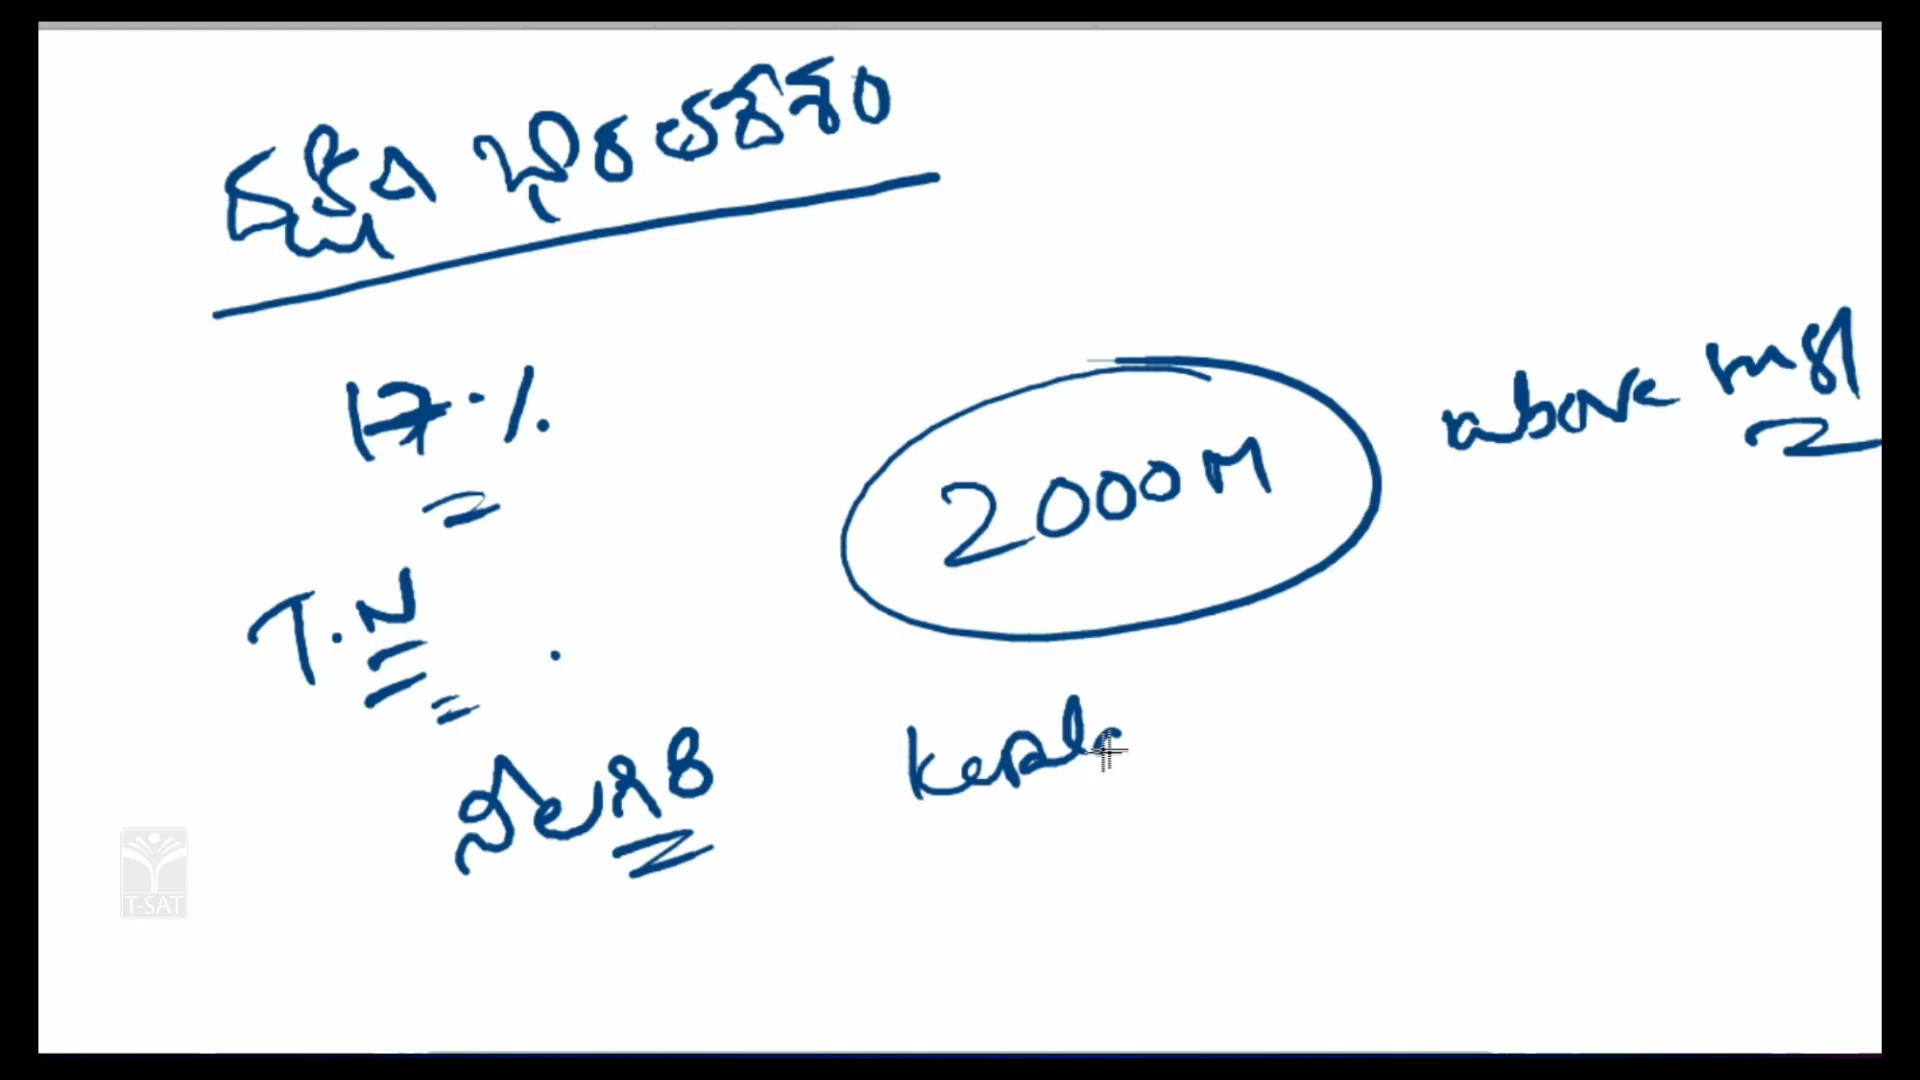 దక్షిణ భారతదేశం
17.%
2000M
above msl
T.N
నీలగిరి
kerala
T-SAT